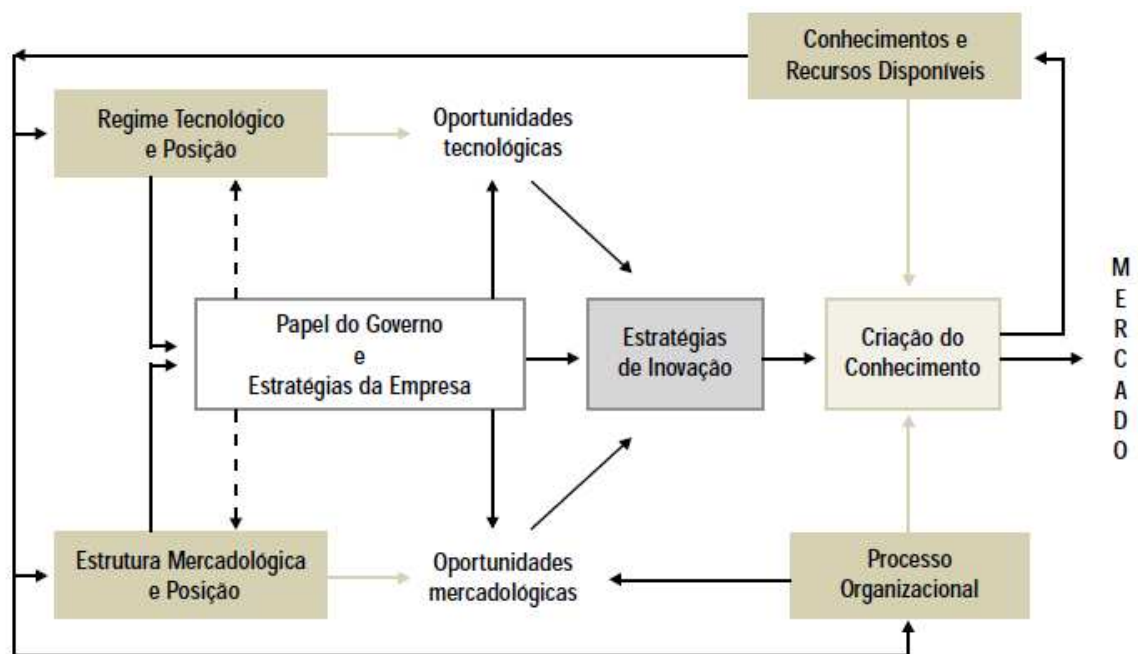 Conhecimentos e
Recursos Disponíveis
Regime Tecnológico
e Posição
Oportunidades
tecnológicas
Papel do Governo
e
Estratégias da Empresa
Estratégias
de Inovação
Criação do
Conhecimento
M
E
R
C
A
D
O
Estrutura Mercadológica
e Posição
Oportunidades
mercadológicas
Processo
Organizacional